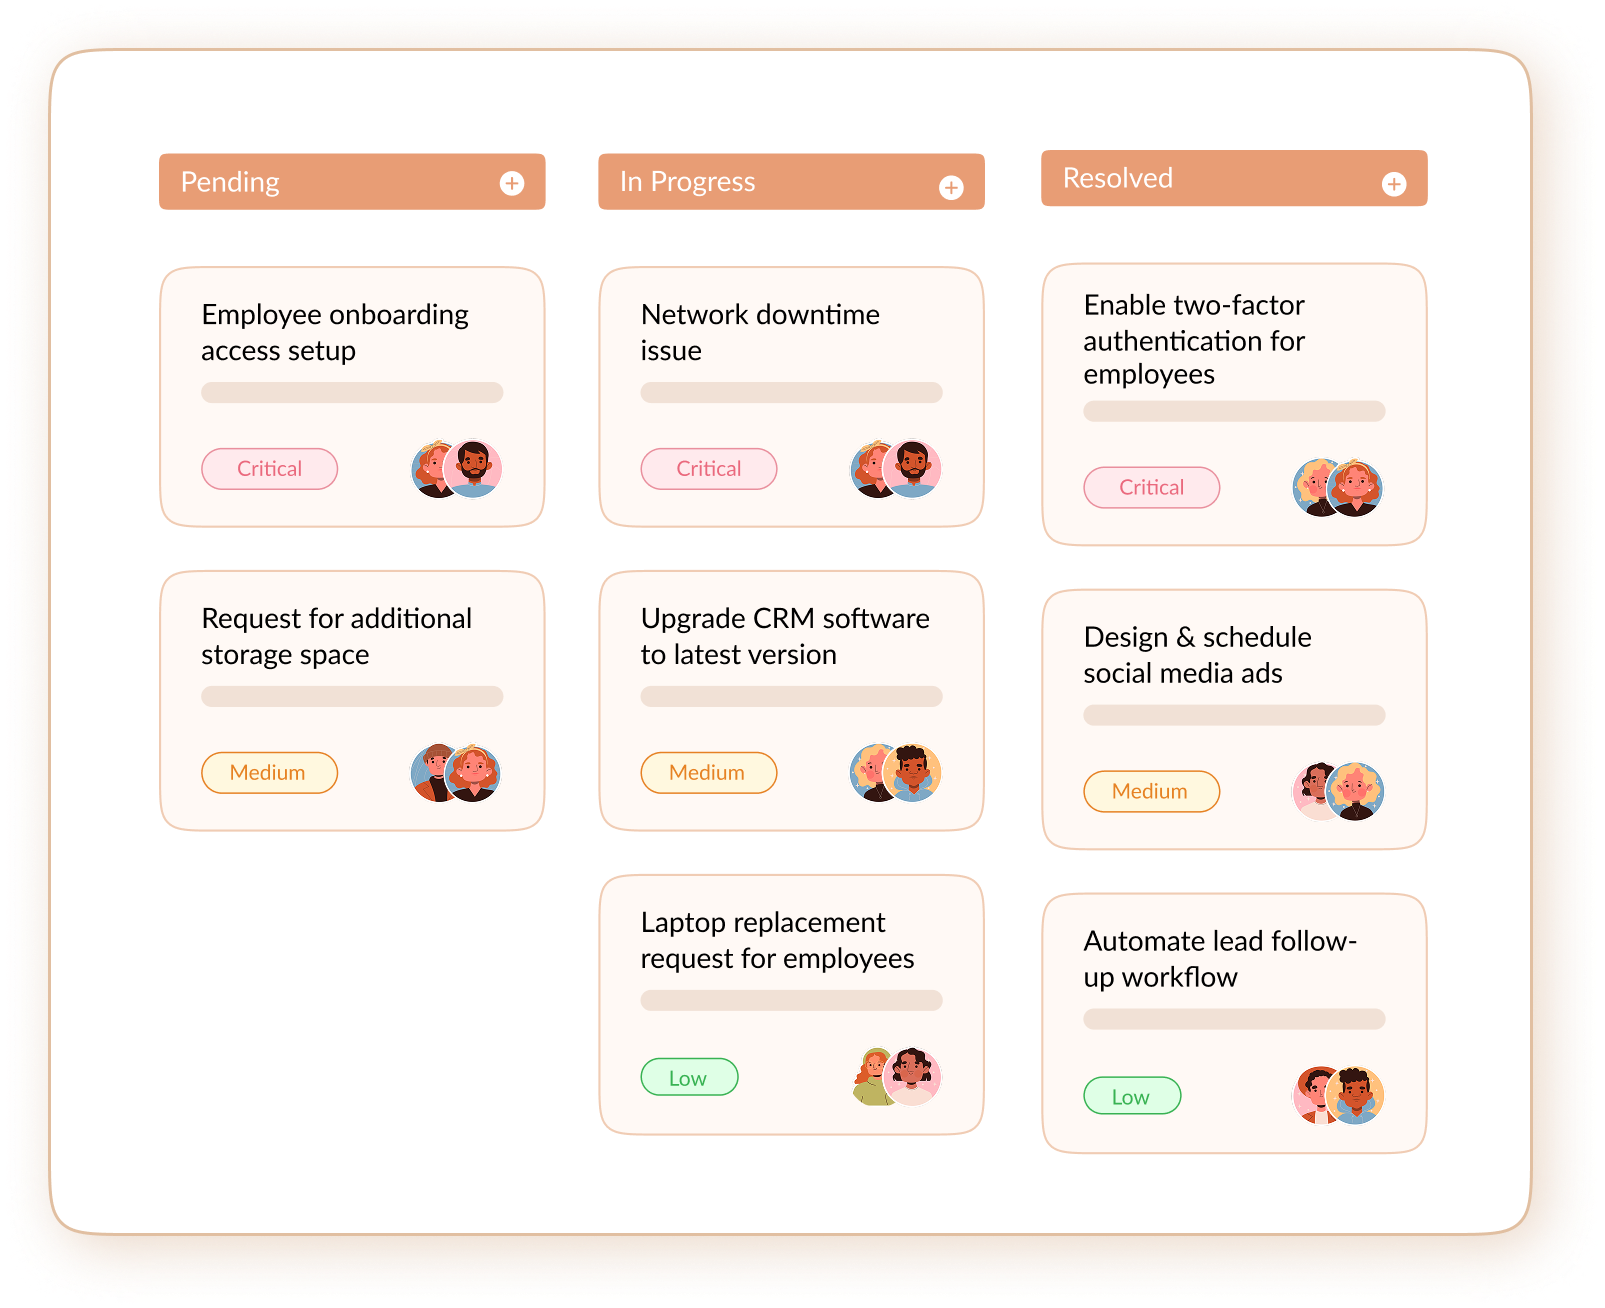 Pending
Employee onboarding
access setup
Critical
Request for additional
storage space
Medium
In Progress
Network downtime
issue
Critical
Upgrade CRM software
to latest version
Medium
Laptop replacement
request for employees
Low
Resolved
Enable two-factor
authentication for
employees
Critical
Design & schedule
social media ads
Medium
Automate lead follow-
up workflow
Low